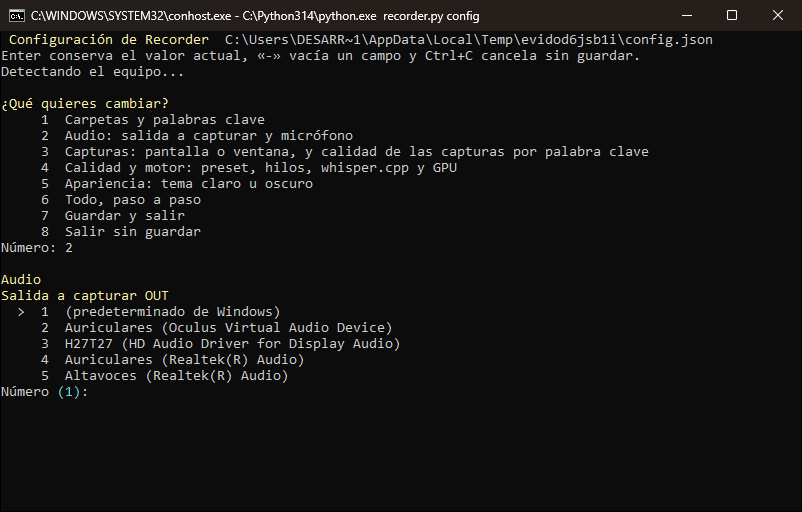 C:\WINDOWS\SYSTEM32\conhost.exe - C:\Python314\python.exe  recorder.py config
Configuración de Recorder  C:\Users\DESARR~1\AppData\Local\Temp\evidod6jsb1i\config.json
Enter conserva el valor actual, «-» vacía un campo y Ctrl+C cancela sin guardar.
Detectando el equipo...
¿Qué quieres cambiar?
1  Carpetas y palabras clave
2  Audio: salida a capturar y micrófono
3  Capturas: pantalla o ventana, y calidad de las capturas por palabra clave
4  Calidad y motor: preset, hilos, whisper.cpp y GPU
5  Apariencia: tema claro u oscuro
6  Todo, paso a paso
7  Guardar y salir
8  Salir sin guardar
Número: 2
Audio
Salida a capturar OUT
> 1  (predeterminado de Windows)
2  Auriculares (Oculus Virtual Audio Device)
3  H27T27 (HD Audio Driver for Display Audio)
4  Auriculares (Realtek(R) Audio)
5  Altavoces (Realtek(R) Audio)
Número (1):